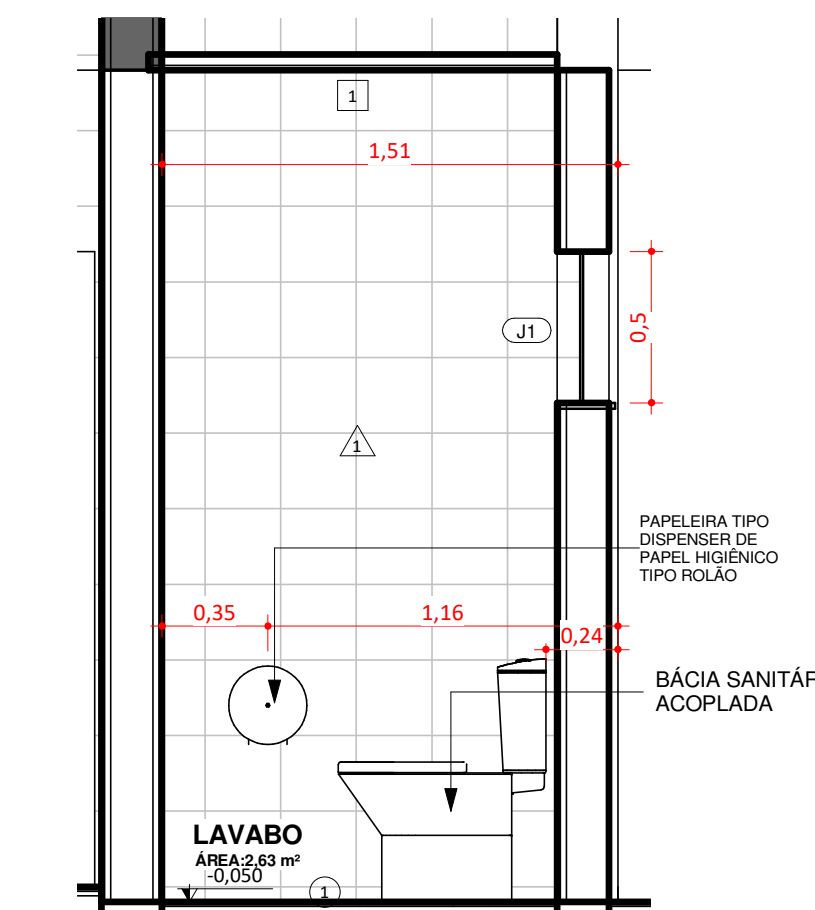 1
1,51
J1
0,5
1
PAPELEIRA TIPO
DISPENSER DE
PAPEL HIGIÊNICO
TIPO ROLÃO
0,35
1,16
0,24
ACOPLADA
BÁCIA
LAVABO
ÁREA:2,63 m²
-0,050
1